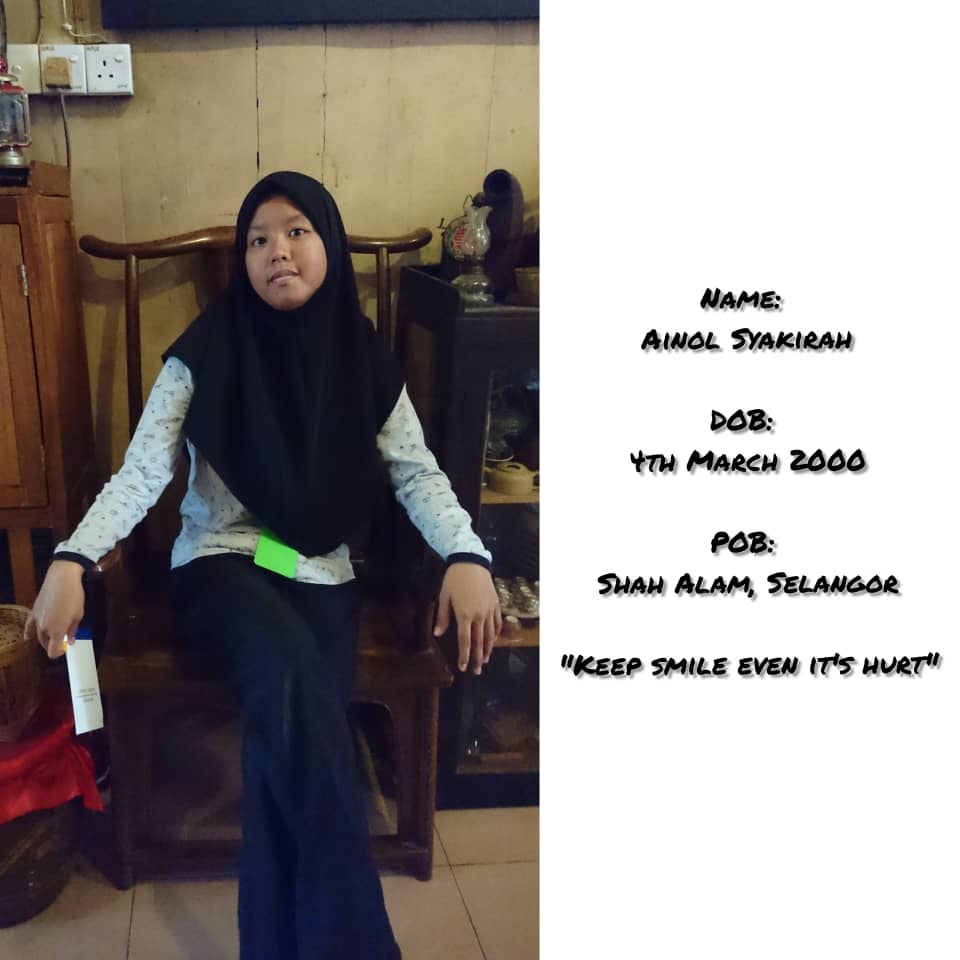 Name:
Ainol Syakirah
DOB:
4th March 2000
POB:
Shah Alam, Selangor
"Keep smile even it's hurt"